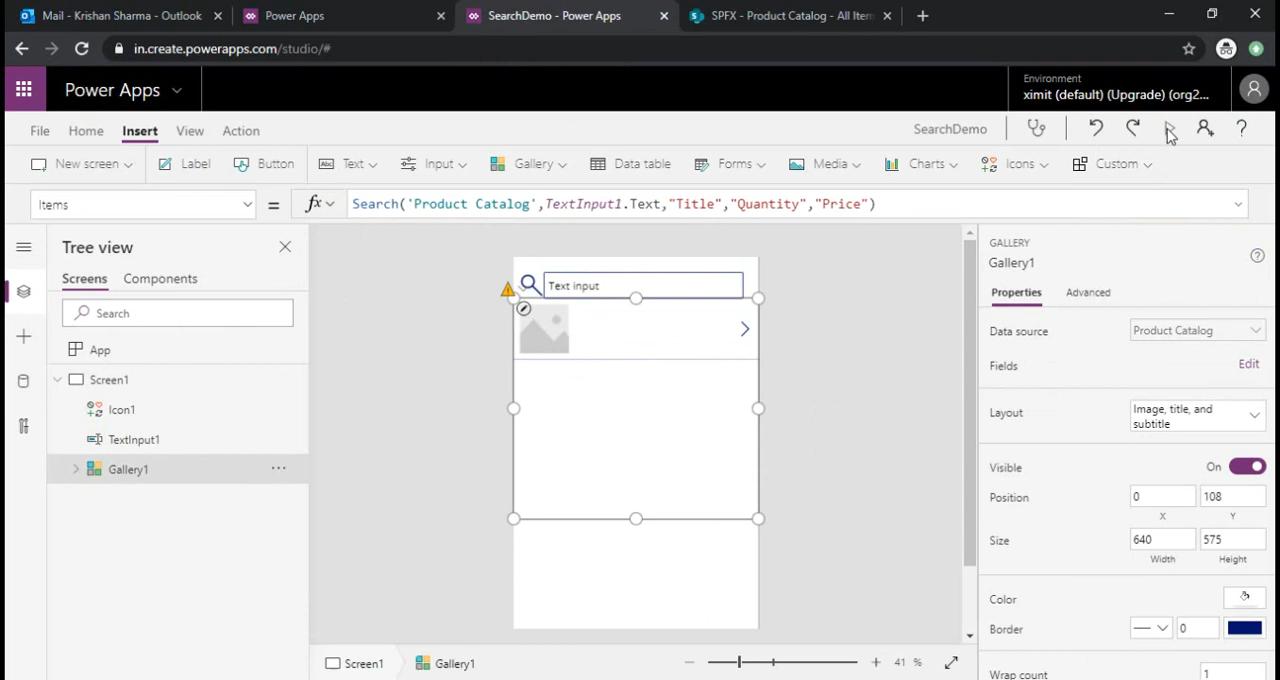 Mail - Krishan Sharma - Outlook
Power Apps
SearchDemo - Power Apps
SPFX - Product Catalog - All Item
in.create.powerapps.com/studio/#
Power Apps
Environment
ximit (default) (Upgrade) (org2...
File
Home
Insert
View
Action
SearchDemo
?
New screen
Label
Button
Text
Input
Gallery
Data table
Forms
Media
Charts
Icons
Custom
Items
=
fx
Search('Product Catalog',TextInput1.Text,"Title","Quantity","Price")
Tree view
Screens
Components
Search
App
Screen1
Icon1
TextInput1
Gallery1
...
Text input
GALLERY
Gallery1
?
Properties
Advanced
Data source
Product Catalog
Fields
Edit
Layout
Image, title, and
subtitle
Visible
On
Position
0
108
X
Y
Size
640
575
Width
Height
Color
Border
0
Wrap count
1
Screen1
Gallery1
41 %